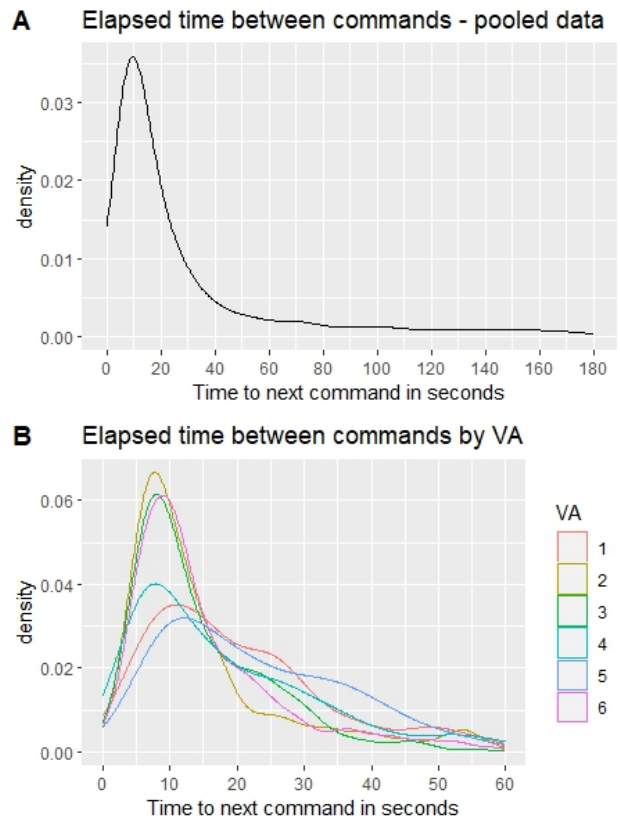 A
Elapsed time between commands - pooled data
density
0.03
0.02
0.01
0.00
0 20 40 60 80 100 120 140 160 180
Time to next command in seconds
B
Elapsed time between commands by VA
density
0.06
0.04
0.02
0.00
0 10 20 30 40 50 60
Time to next command in seconds
VA
1
2
3
4
5
6